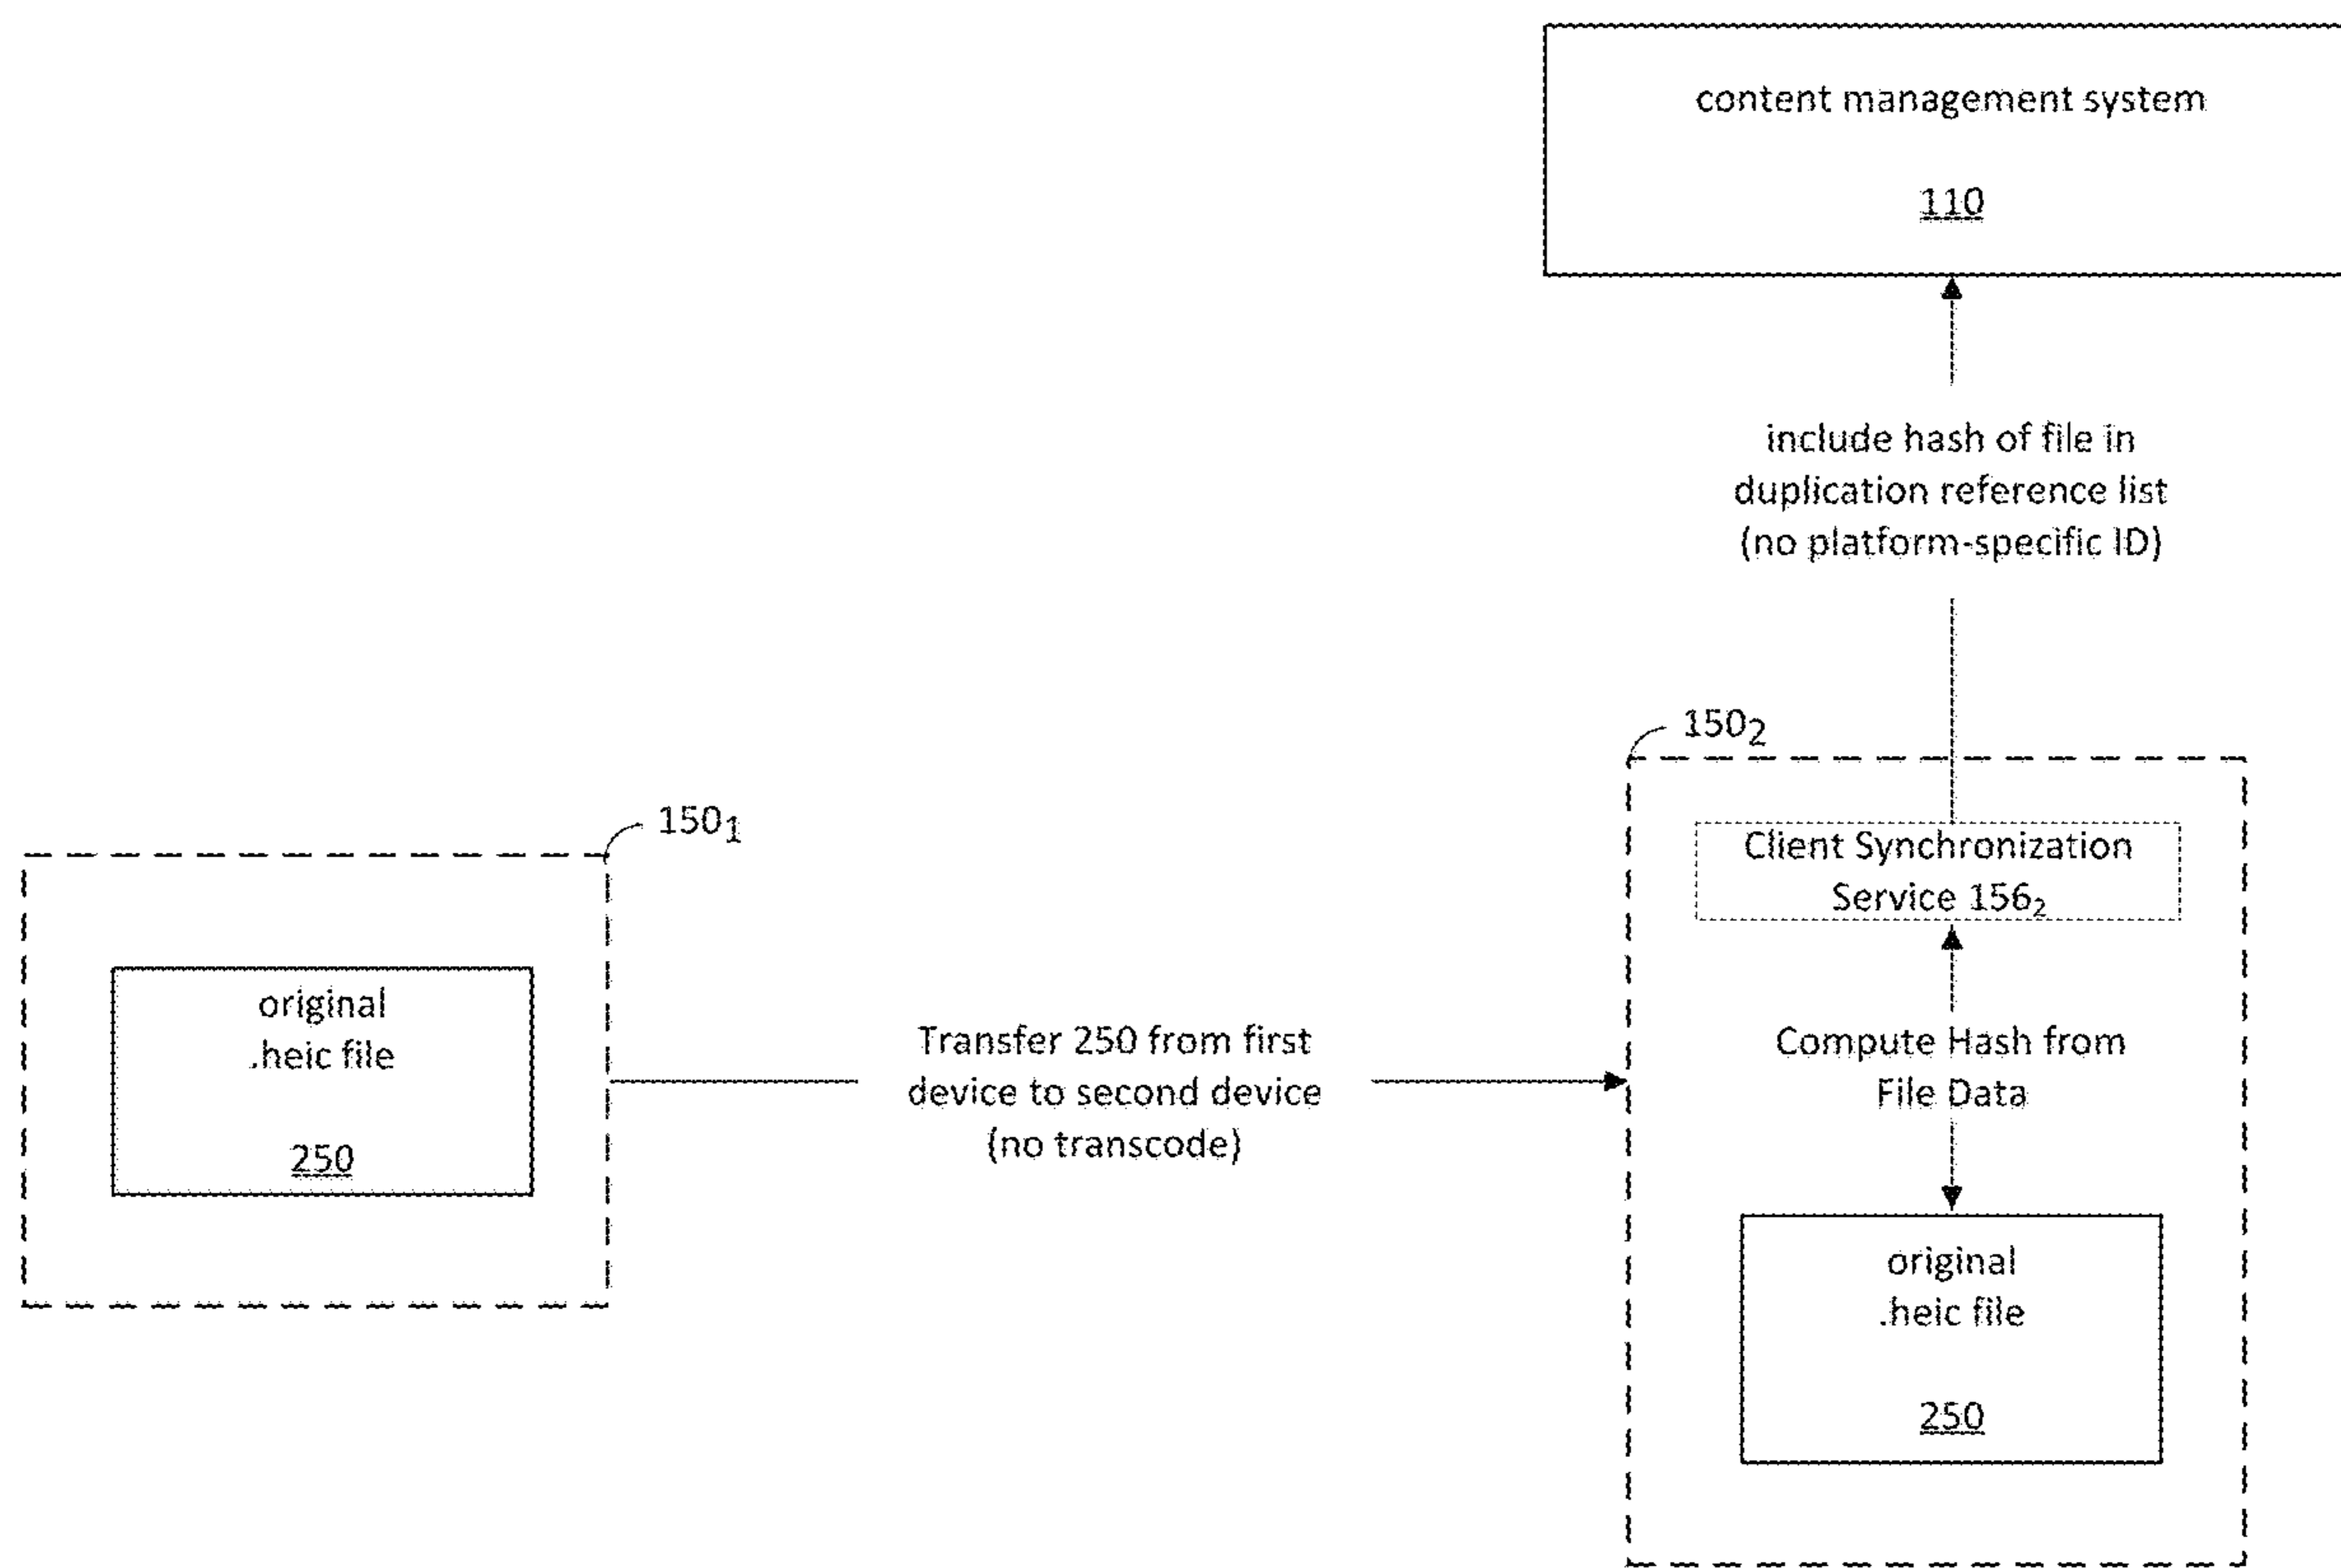 content management system
110
include hash of file in
duplication reference list
(no platform-specific ID)
150₂
Client Synchronization
Service 156₂
Compute Hash from
File Data
original
.heic file
250
150₁
original
.heic file
250
Transfer 250 from first
device to second device
(no transcode)